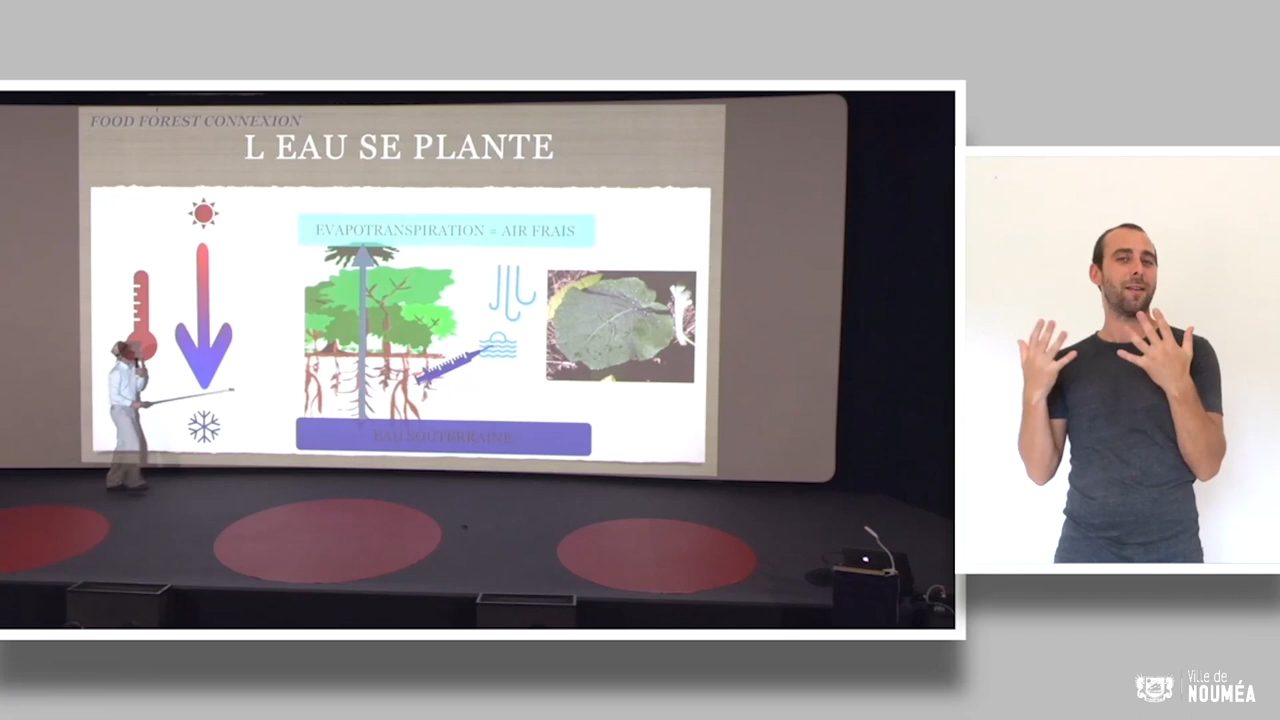 FOOD FOREST CONNEXION
L EAU SE PLANTE
EVAPOTRANSPIRATION = AIR FRAIS
EAU SOUTERRAINE
Ville de
NOUMÉA